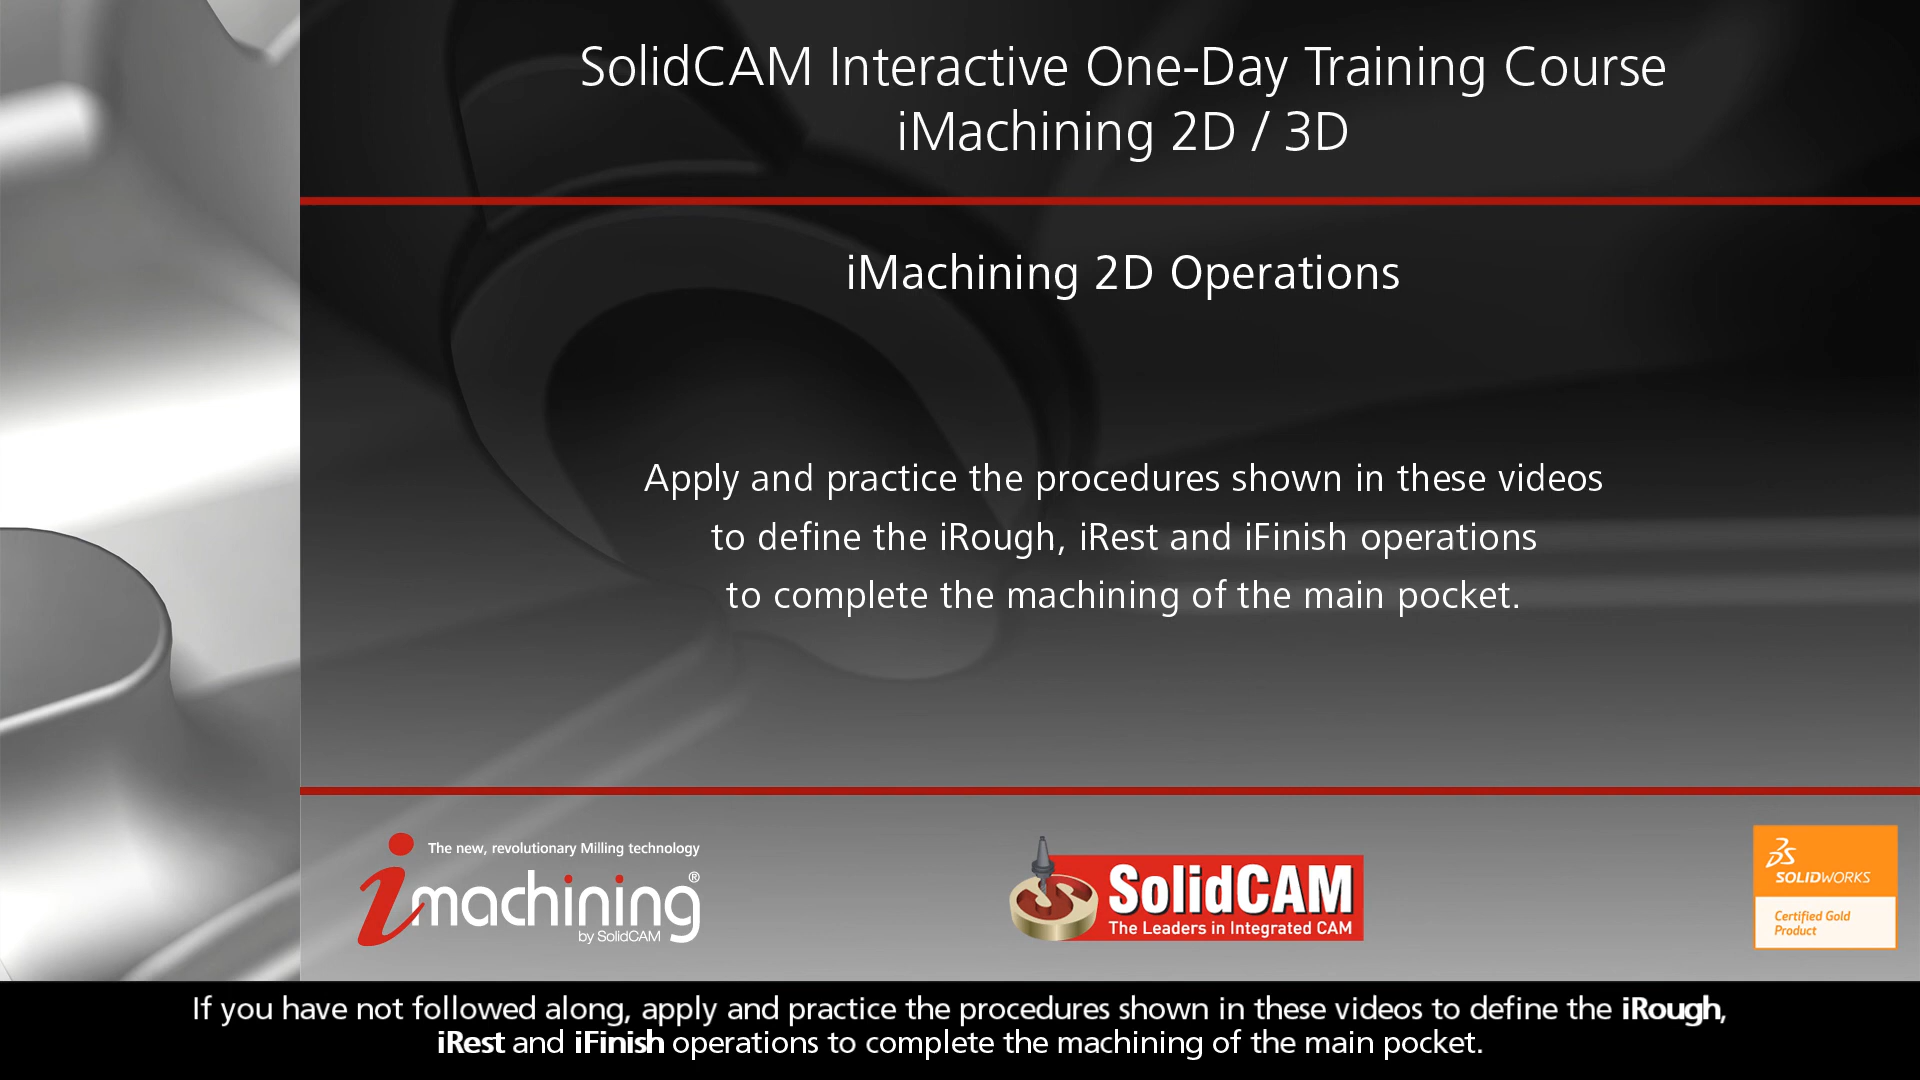 SolidCAM Interactive One-Day Training Course
iMachining 2D / 3D
iMachining 2D Operations
Apply and practice the procedures shown in these videos
to define the iRough, iRest and iFinish operations
to complete the machining of the main pocket.
The new, revolutionary Milling technology
imachining®
by SolidCAM
SolidCAM
The Leaders in Integrated CAM
3DS
SOLIDWORKS
Certified Gold
Product
If you have not followed along, apply and practice the procedures shown in these videos to define the iRough,
iRest and iFinish operations to complete the machining of the main pocket.